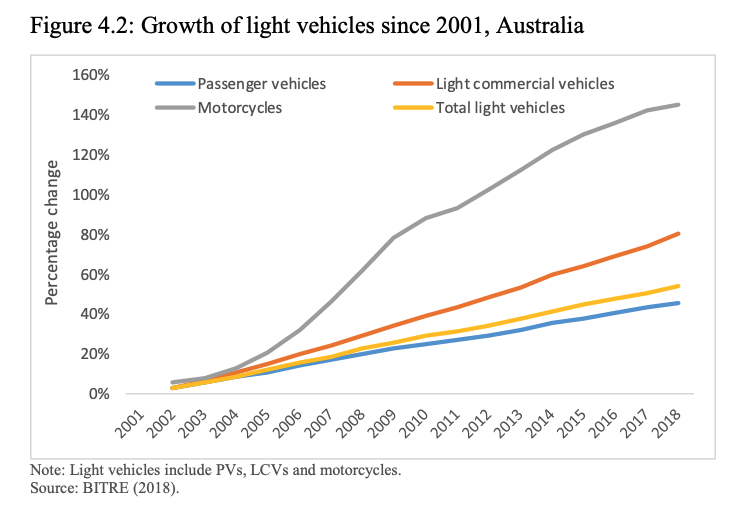 Figure 4.2: Growth of light vehicles since 2001, Australia
160%
Passenger vehicles
Light commercial vehicles
140%
Motorcycles
Total light vehicles
120%
100%
80%
60%
40%
20%
0%
Percentage change
2001 2002 2003 2004 2005 2006 2007 2008 2009 2010 2011 2012 2013 2014 2015 2016 2017 2018
Note: Light vehicles include PVs, LCVs and motorcycles.
Source: BITRE (2018).